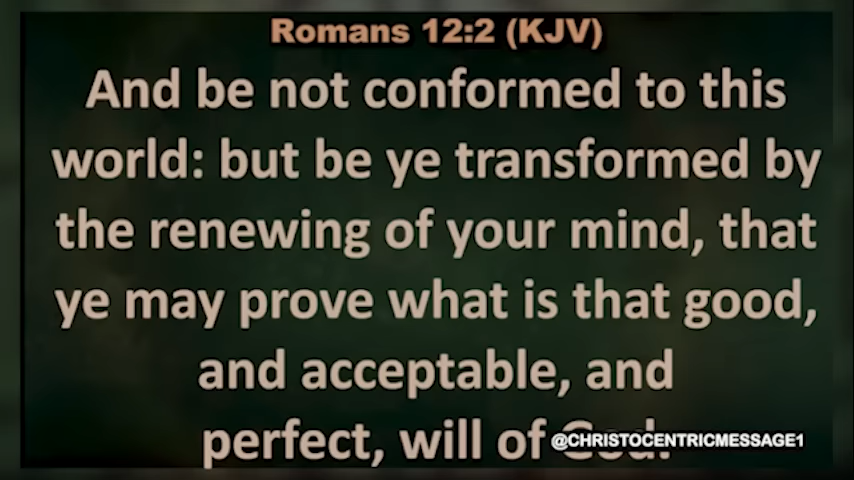 Romans 12:2 (KJV)
And be not conformed to this
world: but be ye transformed by
the renewing of your mind, that
ye may prove what is that good,
and acceptable, and
perfect, will of God.
@CHRISTOCENTRICMESSAGE1